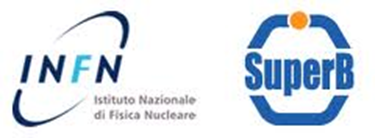 INFN
Istituto Nazionale
di Fisica Nucleare
SuperB